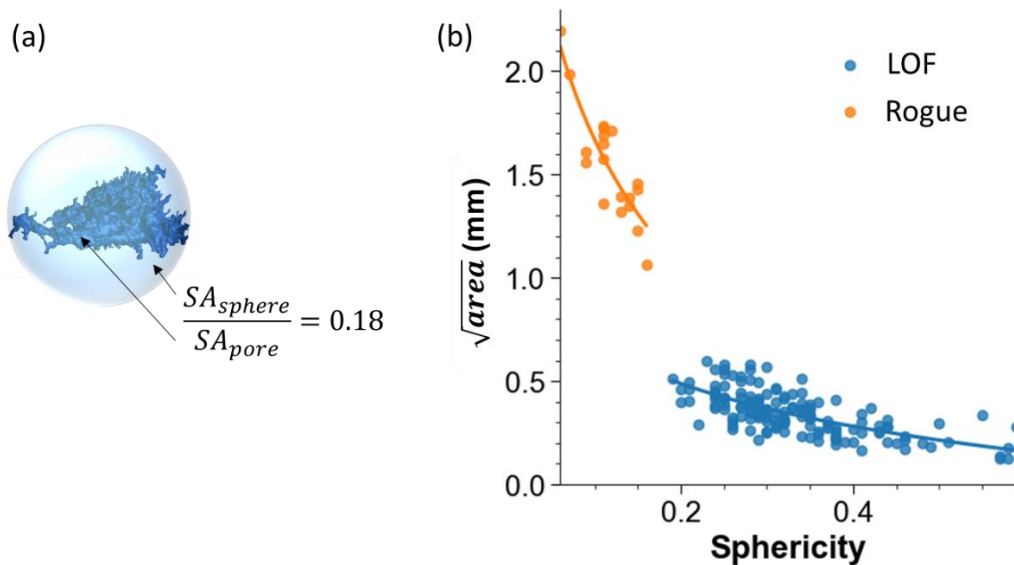 (a)
SA_sphere / SA_pore = 0.18
(b)
√area (mm)
2.0
1.5
1.0
0.5
0.0
0.2 0.4
Sphericity
LOF
Rogue